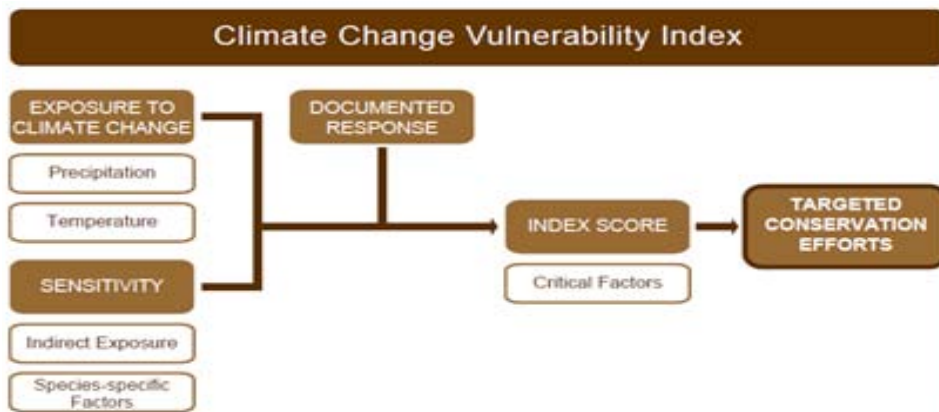 Climate Change Vulnerability Index
EXPOSURE TO
CLIMATE CHANGE
Precipitation
Temperature
SENSITIVITY
Indirect Exposure
Species-specific
Factors
DOCUMENTED
RESPONSE
INDEX SCORE
Critical Factors
TARGETED
CONSERVATION
EFFORTS